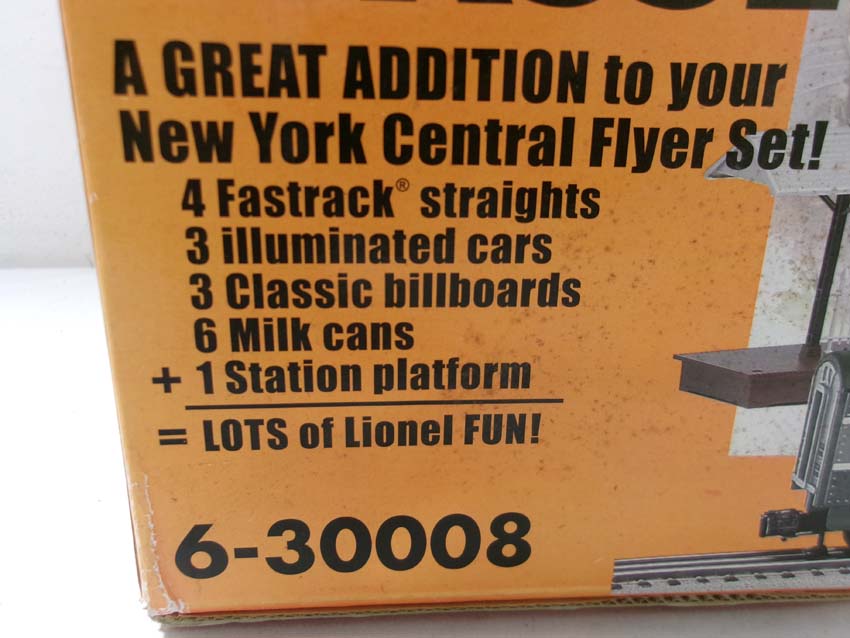 A GREAT ADDITION to your
New York Central Flyer Set!
4 Fastrack® straights
3 illuminated cars
3 Classic billboards
6 Milk cans
+ 1 Station platform
= LOTS of Lionel FUN!
6-30008